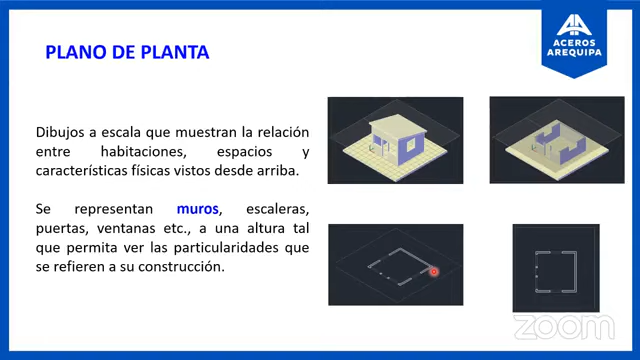 PLANO DE PLANTA
ACEROS
AREQUIPA
Dibujos a escala que muestran la relación
entre habitaciones, espacios y
características físicas vistos desde arriba.
Se representan muros, escaleras,
puertas, ventanas etc., a una altura tal
que permita ver las particularidades que
se refieren a su construcción.
zoom